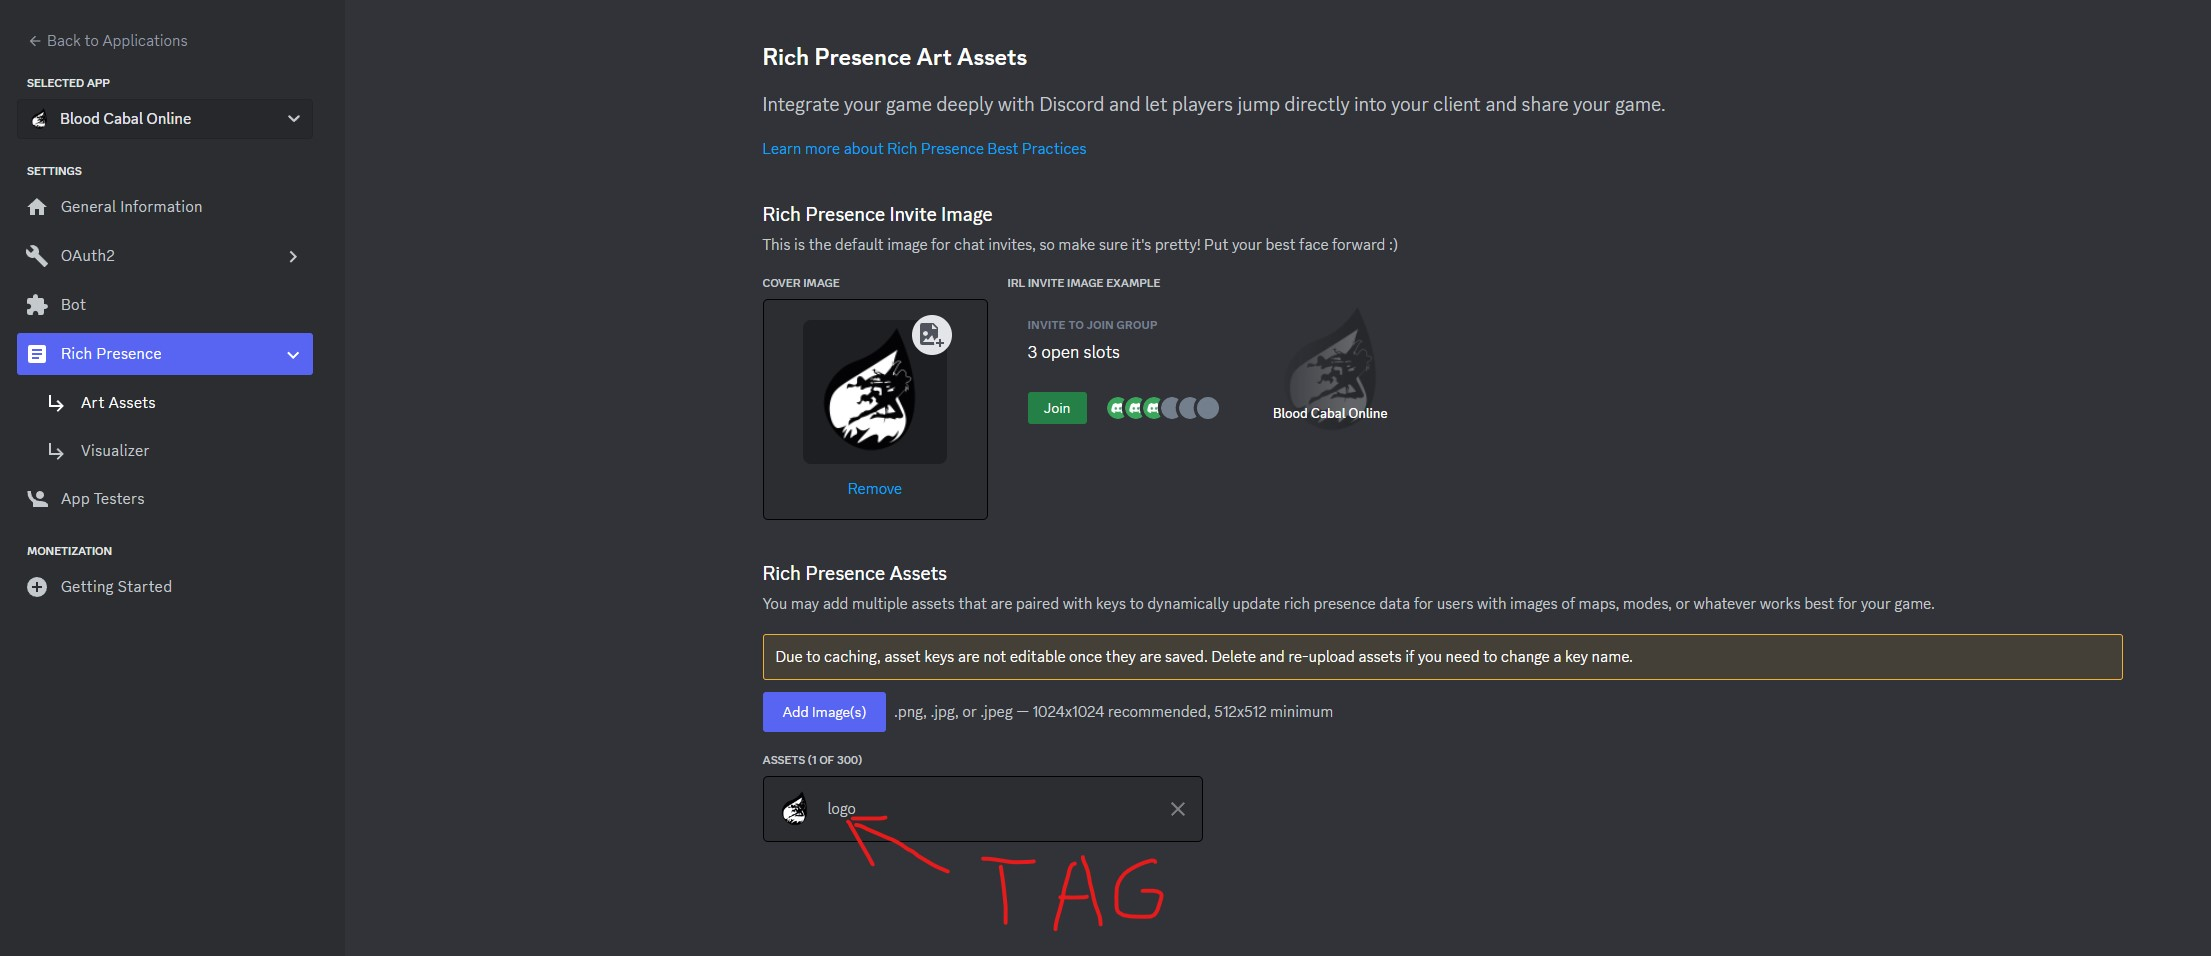 Back to Applications
SELECTED APP
Blood Cabal Online
SETTINGS
General Information
OAuth2
Bot
Rich Presence
Art Assets
Visualizer
App Testers
MONETIZATION
Getting Started
Rich Presence Art Assets
Integrate your game deeply with Discord and let players jump directly into your client and share your game.
Learn more about Rich Presence Best Practices
Rich Presence Invite Image
This is the default image for chat invites, so make sure it's pretty! Put your best face forward :)
COVER IMAGE
Remove
IRL INVITE IMAGE EXAMPLE
INVITE TO JOIN GROUP
3 open slots
Join
Blood Cabal Online
Rich Presence Assets
You may add multiple assets that are paired with keys to dynamically update rich presence data for users with images of maps, modes, or whatever works best for your game.
Due to caching, asset keys are not editable once they are saved. Delete and re-upload assets if you need to change a key name.
Add Image(s) .png, .jpg, or .jpeg — 1024x1024 recommended, 512x512 minimum
ASSETS (1 OF 300)
logo
TAG